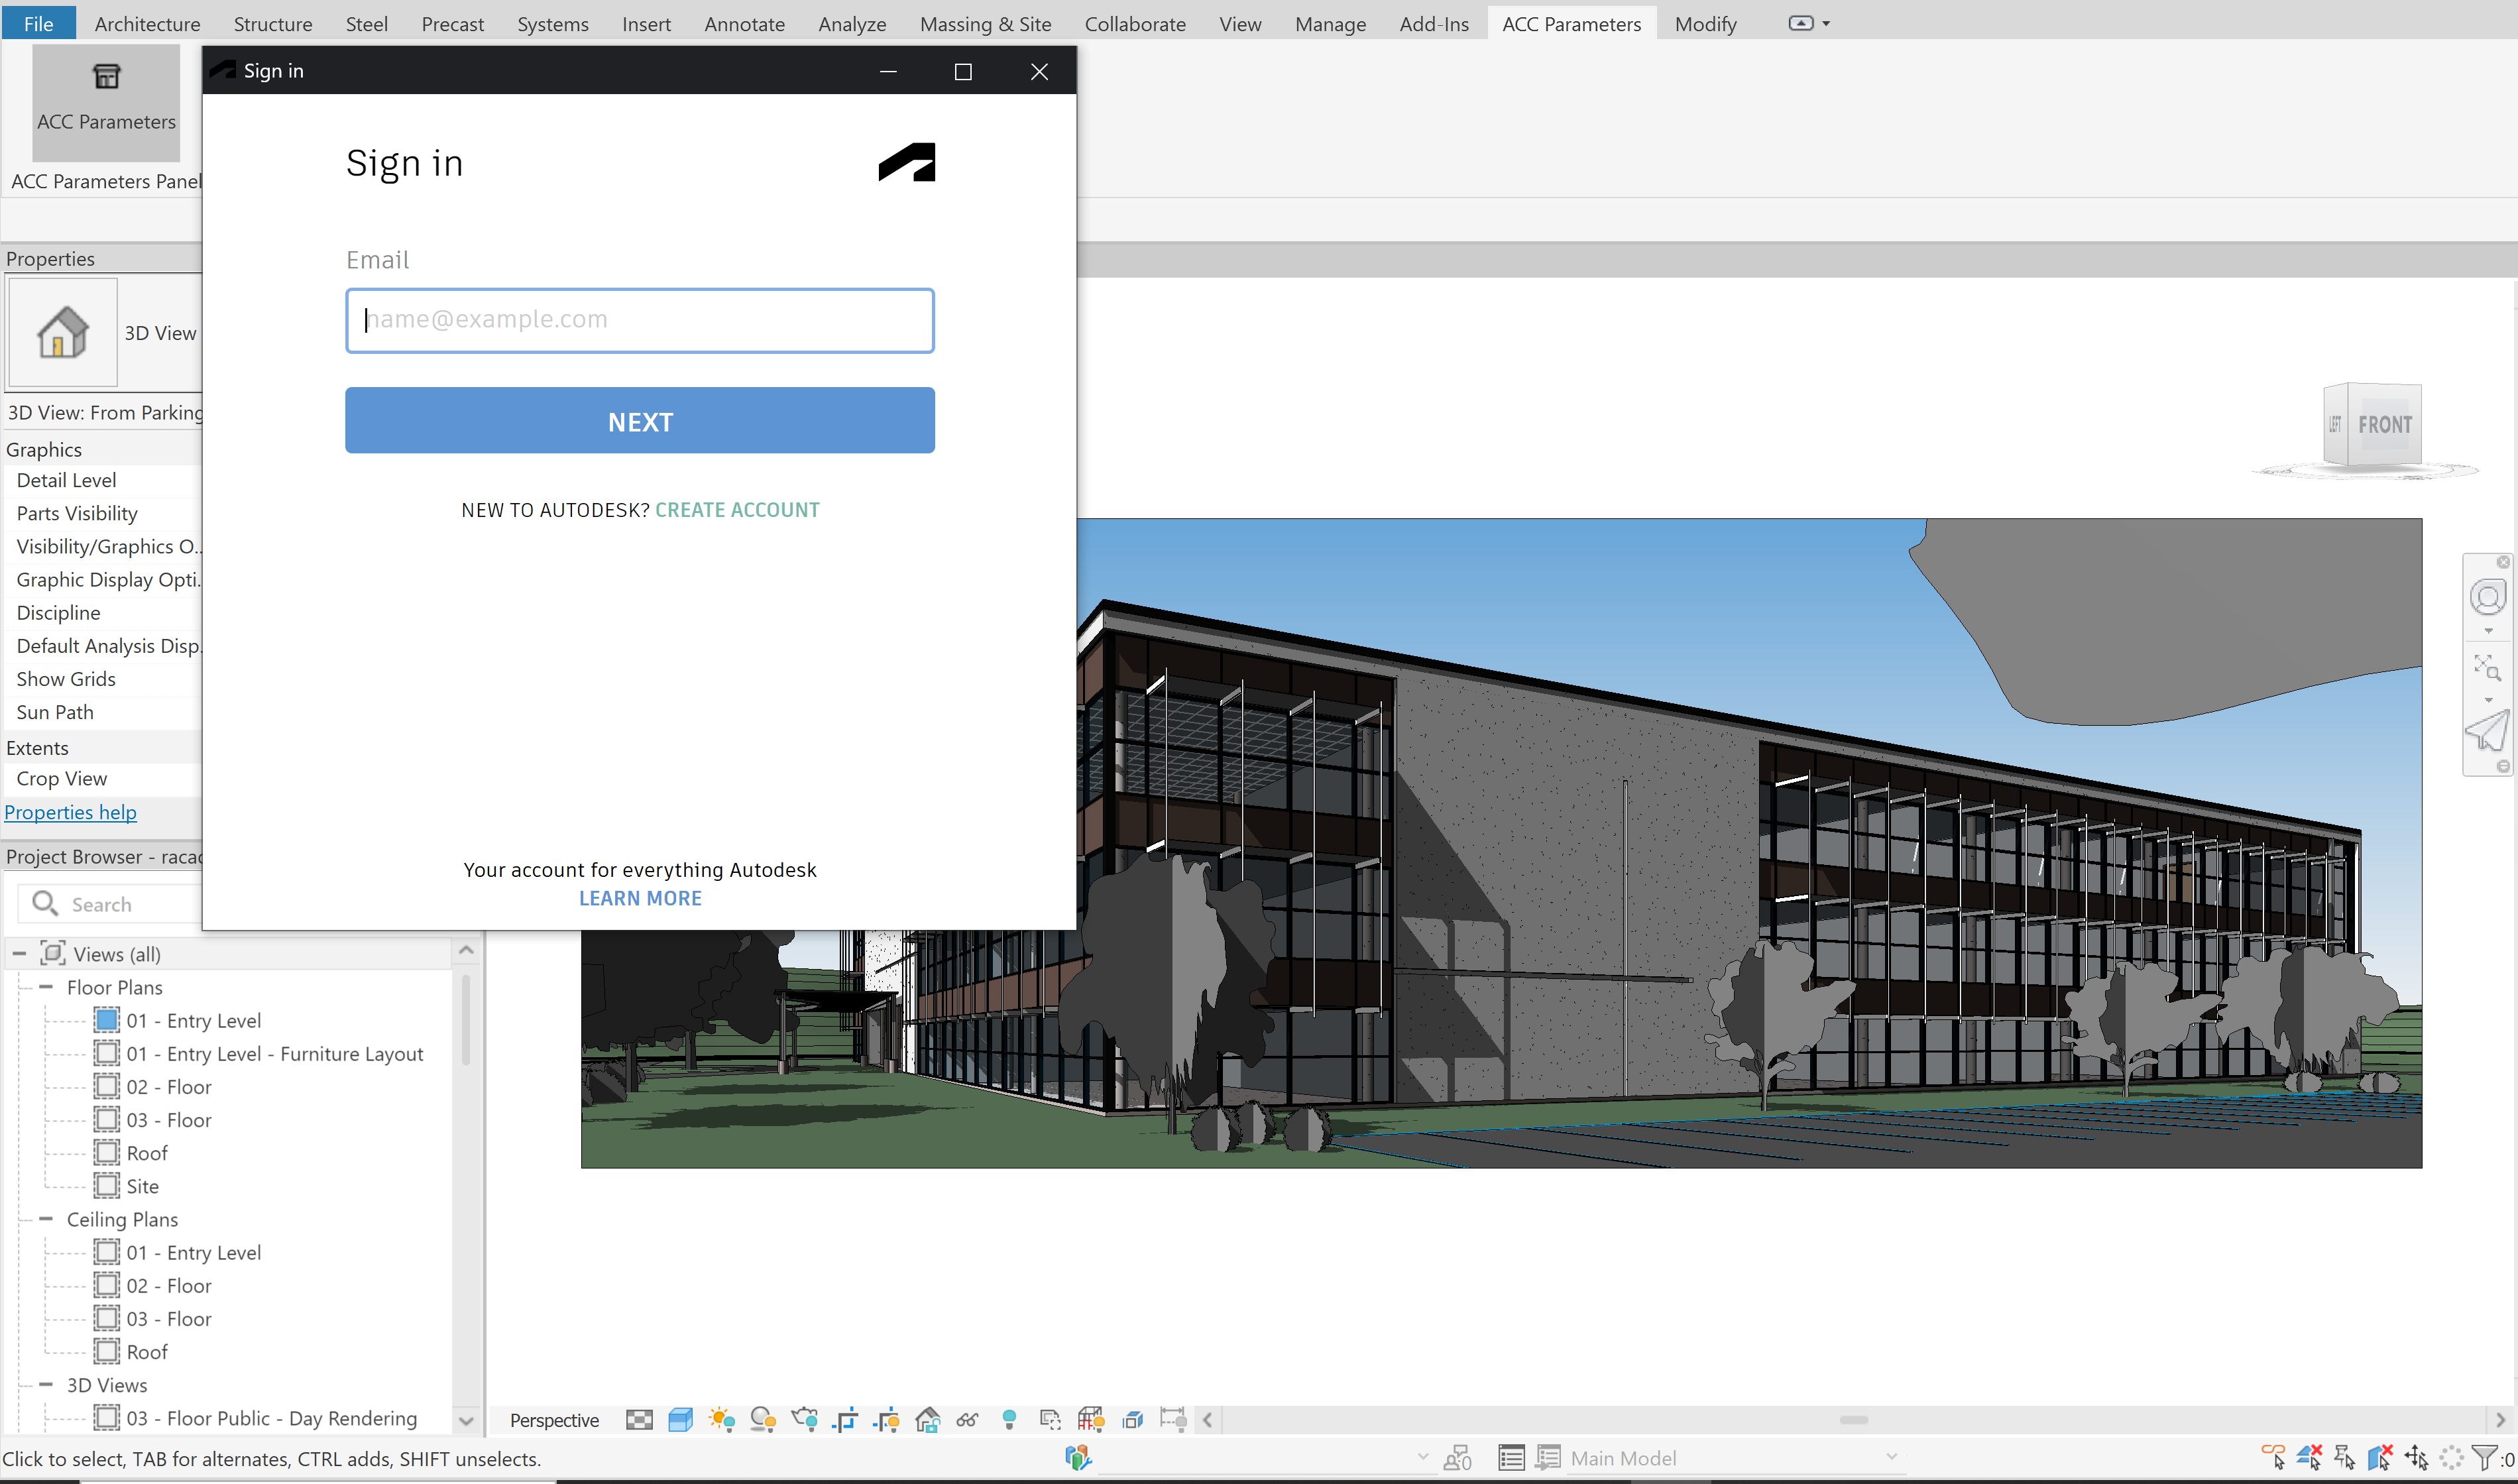 File Architecture Structure Steel Precast Systems Insert Annotate Analyze Massing & Site Collaborate View Manage Add-Ins ACC Parameters Modify
ACC Parameters
ACC Parameters Panel
Sign in
Sign in
Email
name@example.com
NEXT
NEW TO AUTODESK? CREATE ACCOUNT
Your account for everything Autodesk
LEARN MORE
Properties
3D View
3D View: From Parking
Graphics
Detail Level
Parts Visibility
Visibility/Graphics O...
Graphic Display Opti...
Discipline
Default Analysis Disp...
Show Grids
Sun Path
Extents
Crop View
Properties help
Project Browser - racad
Search
Views (all)
Floor Plans
01 - Entry Level
01 - Entry Level - Furniture Layout
02 - Floor
03 - Floor
Roof
Site
Ceiling Plans
01 - Entry Level
02 - Floor
03 - Floor
Roof
3D Views
03 - Floor Public - Day Rendering
LEFT FRONT
Perspective
Click to select, TAB for alternates, CTRL adds, SHIFT unselects.
:0
Main Model
:0